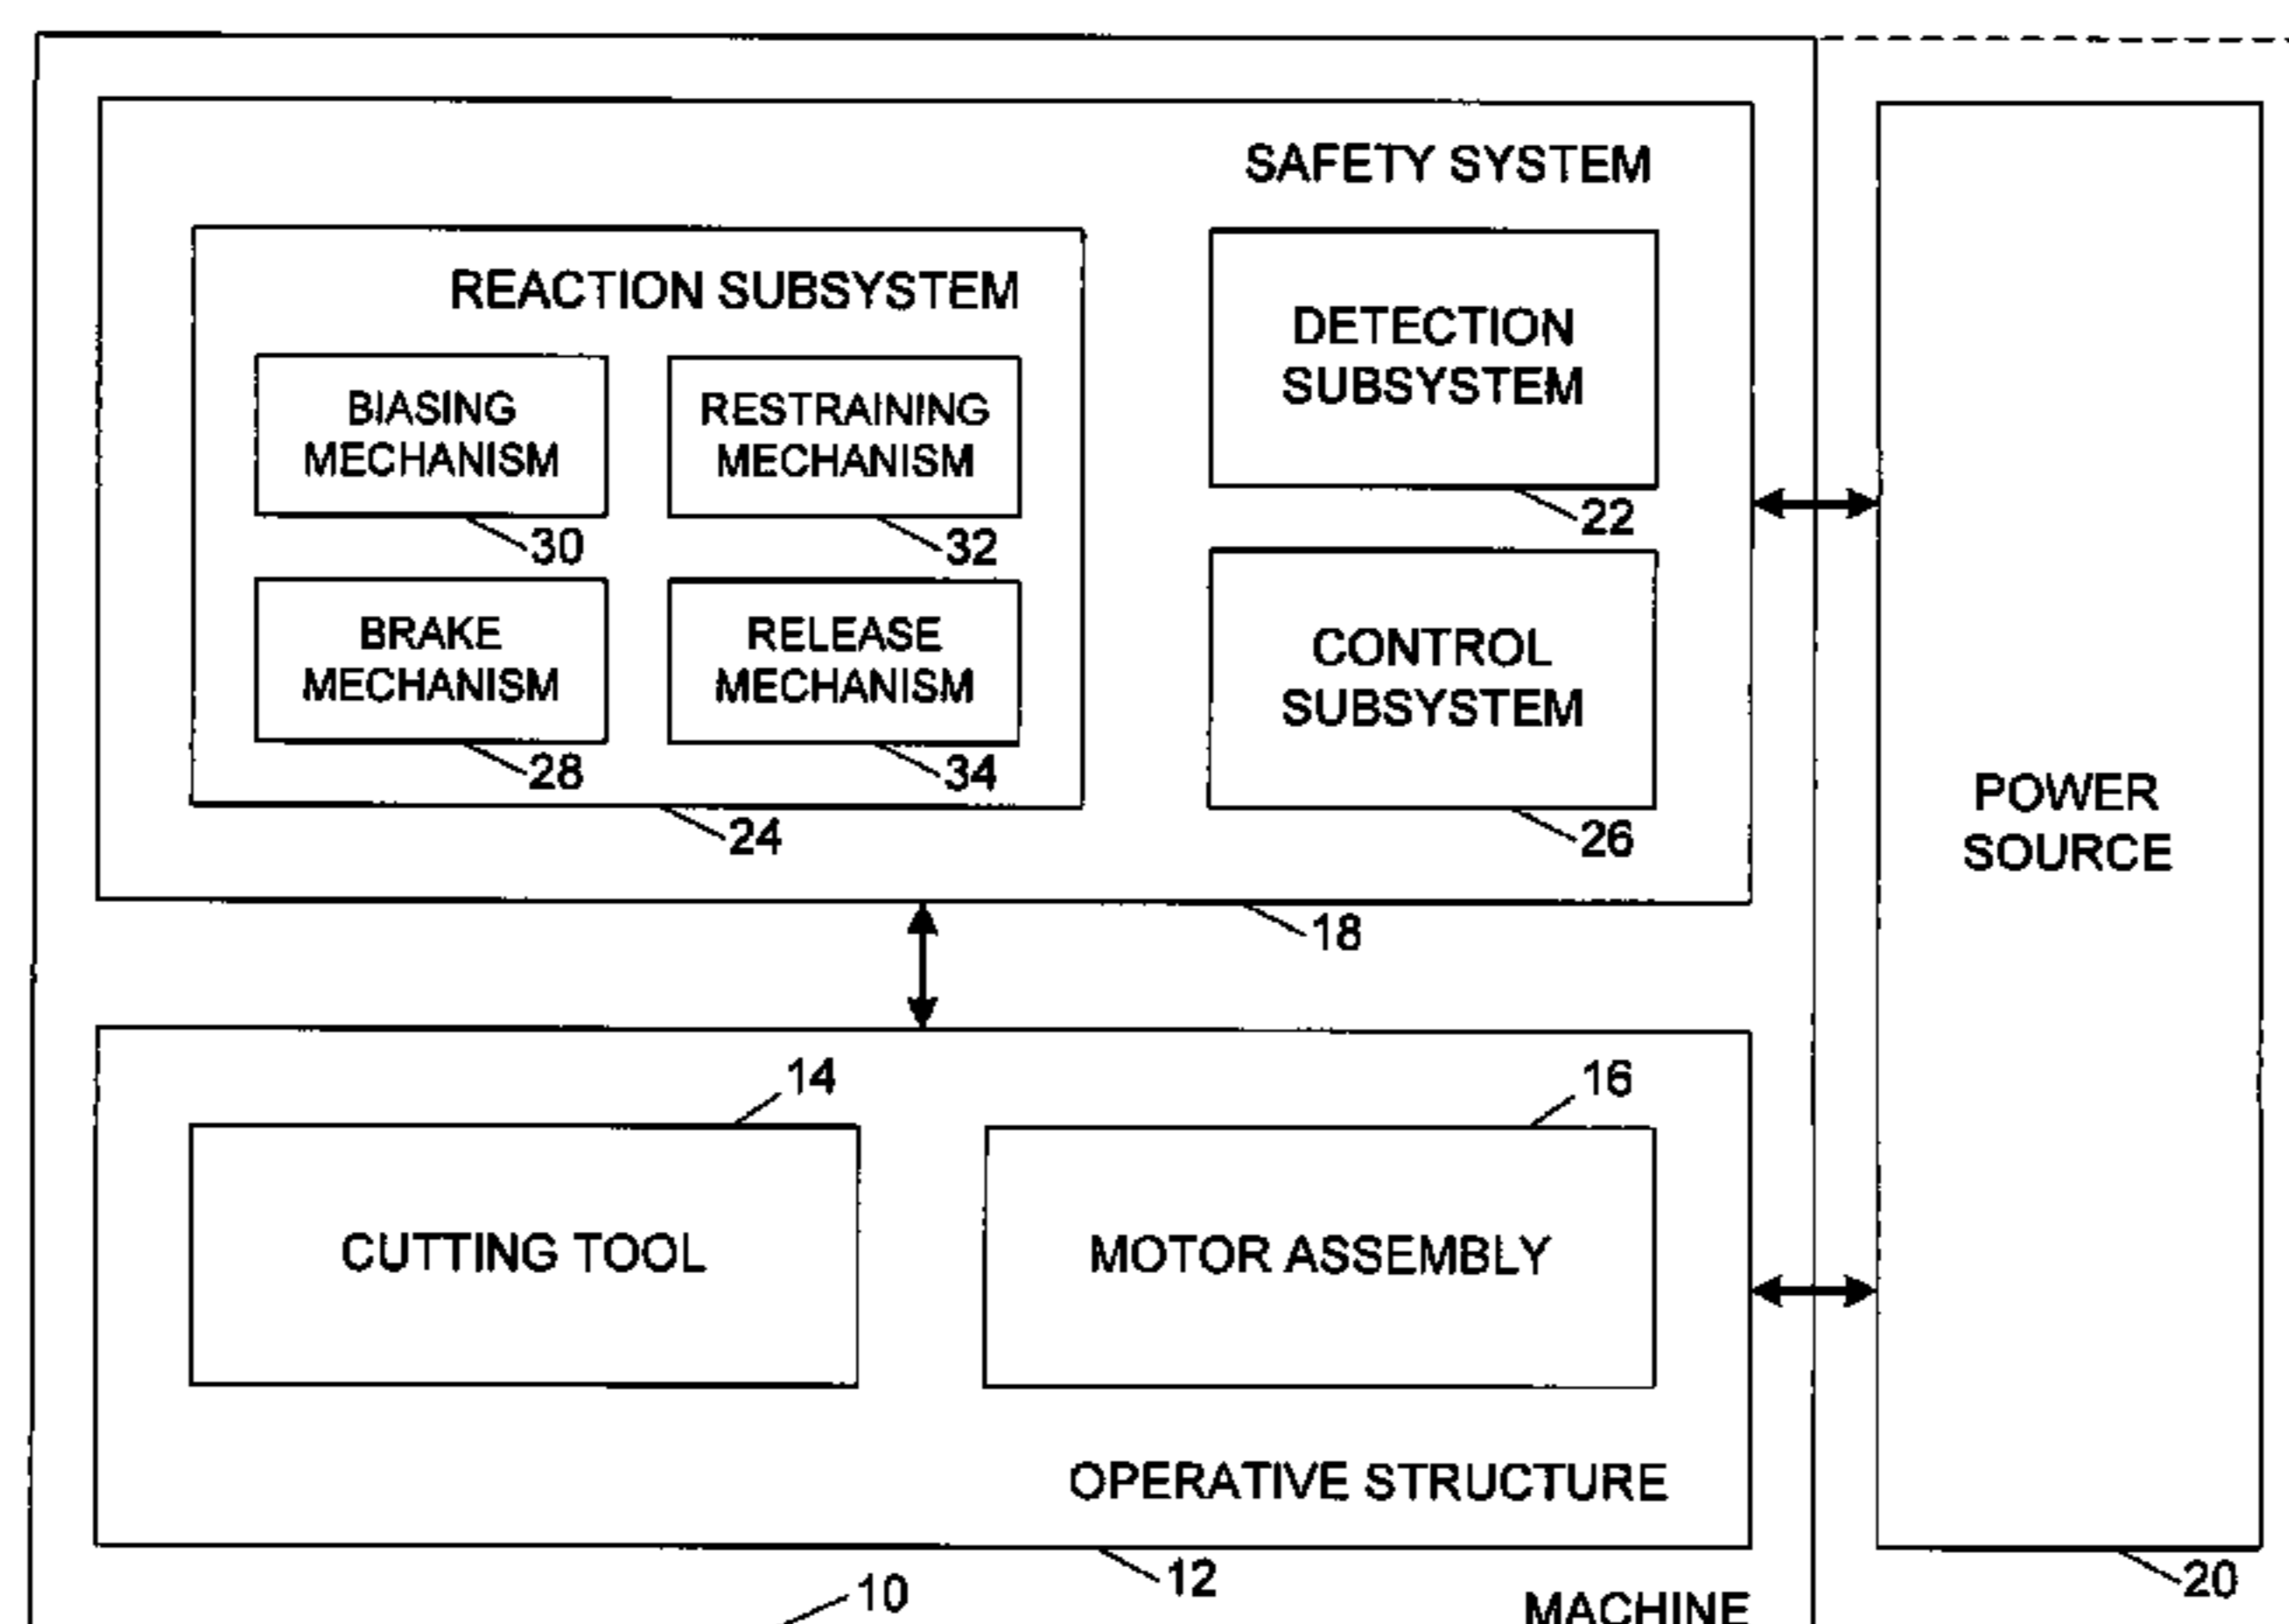 SAFETY SYSTEM
REACTION SUBSYSTEM
BIASING
MECHANISM
30
RESTRAINING
MECHANISM
32
BRAKE
MECHANISM
28
RELEASE
MECHANISM
34
24
DETECTION
SUBSYSTEM
22
CONTROL
SUBSYSTEM
26
18
POWER
SOURCE
20
14
CUTTING TOOL
16
MOTOR ASSEMBLY
OPERATIVE STRUCTURE
12
10
MACHINE